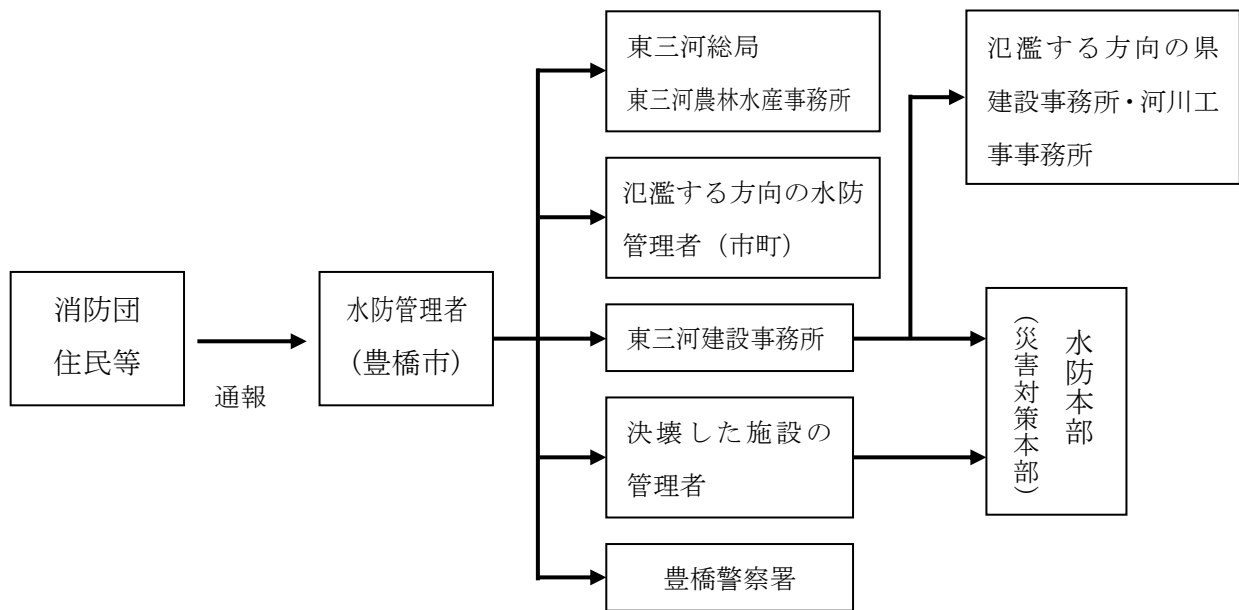 消防団
住民等
通報
水防管理者
(豊橋市)
東三河総局
東三河農林水産事務所
氾濫する方向の水防
管理者（市町）
東三河建設事務所
決壊した施設の
管理者
豊橋警察署
氾濫する方向の県
建設事務所・河川工
事事務所
水防本部
(災害対策本部)